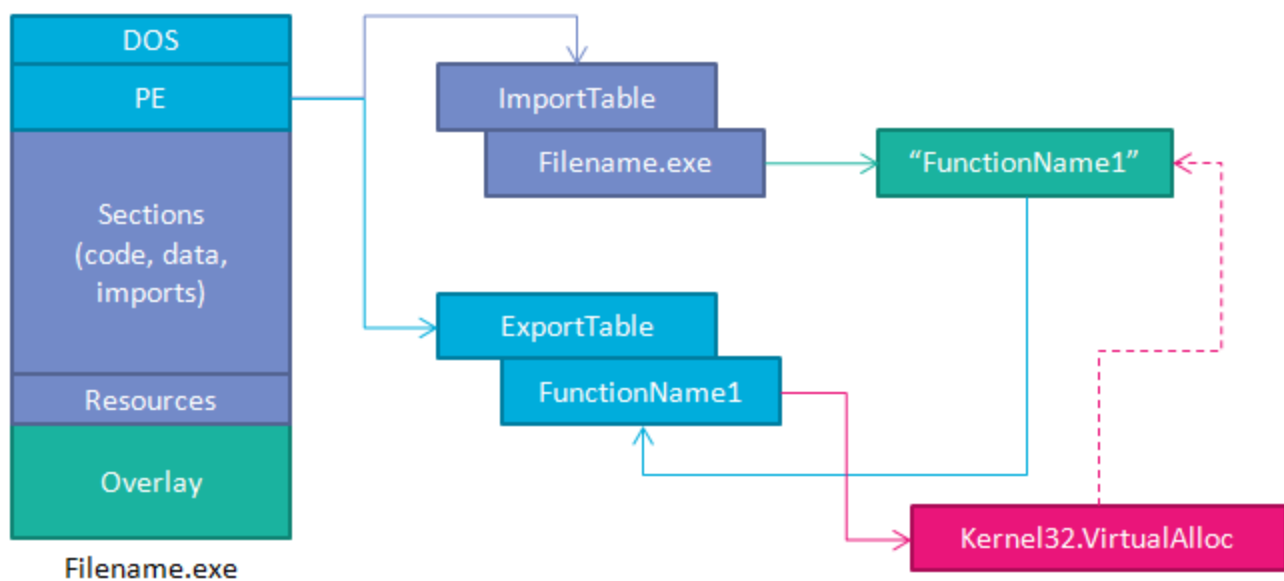 DOS
PE
Sections
(code, data,
imports)
Resources
Overlay
Filename.exe
ImportTable
Filename.exe
“FunctionName1”
ExportTable
FunctionName1
Kernel32.VirtualAlloc